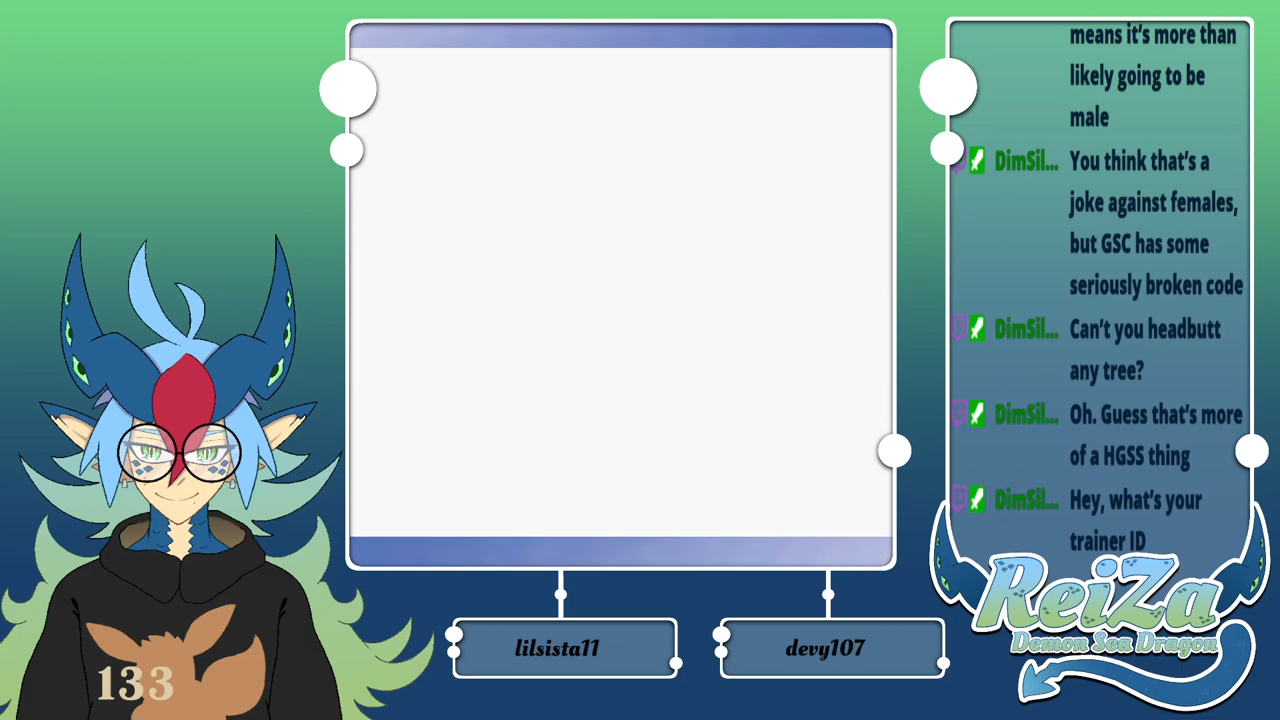 means it’s more than
likely going to be
male
DimSil... You think that’s a
joke against females,
but GSC has some
seriously broken code
DimSil... Can’t you headbutt
any tree?
DimSil... Oh. Guess that’s more
of a HGSS thing
DimSil... Hey, what’s your
trainer ID
ReiZa
Demon Sea Dragon
lilsista11
devy107
133